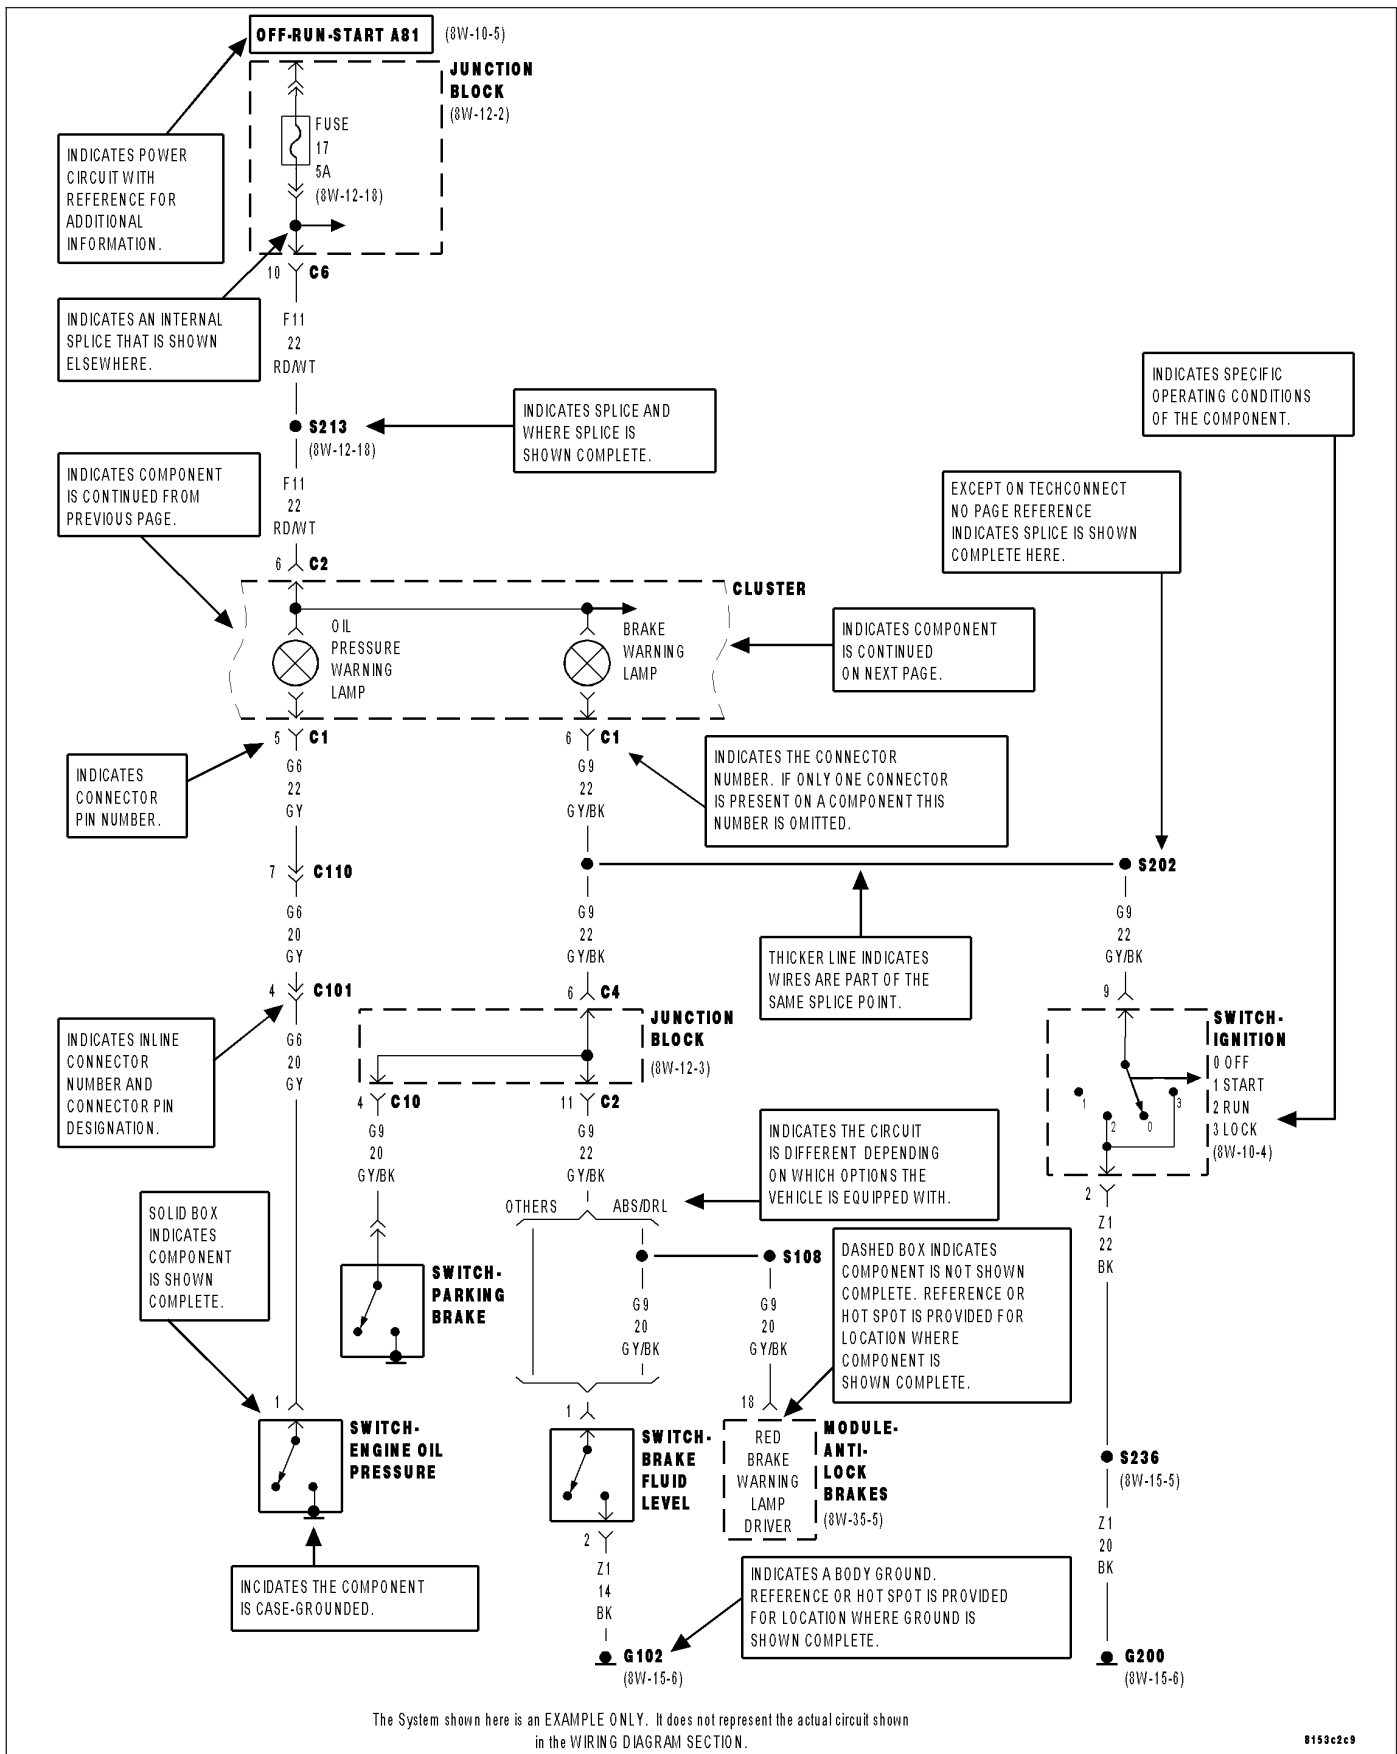 OFF-RUN-START A81
(8W-10-5)
JUNCTION
BLOCK
(8W-12-2)
FUSE
17
5A
(8W-12-18)
INDICATES POWER
CIRCUIT WITH
REFERENCE FOR
ADDITIONAL
INFORMATION.
10 C6
INDICATES AN INTERNAL
SPLICE THAT IS SHOWN
ELSEWHERE.
F11
22
RD/WT
INDICATES SPECIFIC
OPERATING CONDITIONS
OF THE COMPONENT.
S213
(8W-12-18)
INDICATES SPLICE AND
WHERE SPLICE IS
SHOWN COMPLETE.
INDICATES COMPONENT
IS CONTINUED FROM
PREVIOUS PAGE.
F11
22
RD/WT
EXCEPT ON TECHCONNECT
NO PAGE REFERENCE
INDICATES SPLICE IS SHOWN
COMPLETE HERE.
6 C2
CLUSTER
OIL
PRESSURE
WARNING
LAMP
BRAKE
WARNING
LAMP
INDICATES COMPONENT
IS CONTINUED
ON NEXT PAGE.
5 C1
6 C1
INDICATES
CONNECTOR
PIN NUMBER.
G6
22
GY
G9
22
GY/BK
INDICATES THE CONNECTOR
NUMBER. IF ONLY ONE CONNECTOR
IS PRESENT ON A COMPONENT THIS
NUMBER IS OMITTED.
7 C110
S202
G6
20
GY
G9
22
GY/BK
G9
22
GY/BK
THICKER LINE INDICATES
WIRES ARE PART OF THE
SAME SPLICE POINT.
4 C101
6 C4
9
INDICATES INLINE
CONNECTOR
NUMBER AND
CONNECTOR PIN
DESIGNATION.
G6
20
GY
JUNCTION
BLOCK
(8W-12-3)
SWITCH-
IGNITION
0 OFF
1 START
2 RUN
3 LOCK
(8W-10-4)
1
2
0
3
4 C10
11 C2
G9
20
GY/BK
G9
22
GY/BK
INDICATES THE CIRCUIT
IS DIFFERENT DEPENDING
ON WHICH OPTIONS THE
VEHICLE IS EQUIPPED WITH.
2
Z1
22
BK
OTHERS
ABS/DRL
SOLID BOX
INDICATES
COMPONENT
IS SHOWN
COMPLETE.
S108
DASHED BOX INDICATES
COMPONENT IS NOT SHOWN
COMPLETE. REFERENCE OR
HOT SPOT IS PROVIDED FOR
LOCATION WHERE
COMPONENT IS
SHOWN COMPLETE.
SWITCH-
PARKING
BRAKE
G9
20
GY/BK
G9
20
GY/BK
1
1
18
SWITCH-
ENGINE OIL
PRESSURE
SWITCH-
BRAKE
FLUID
LEVEL
RED
BRAKE
WARNING
LAMP
DRIVER
MODULE-
ANTI-
LOCK
BRAKES
(8W-35-5)
S236
(8W-15-5)
2
Z1
14
BK
Z1
20
BK
INCIDATES THE COMPONENT
IS CASE-GROUNDED.
INDICATES A BODY GROUND.
REFERENCE OR HOT SPOT IS PROVIDED
FOR LOCATION WHERE GROUND IS
SHOWN COMPLETE.
G102
(8W-15-6)
G200
(8W-15-6)
The System shown here is an EXAMPLE ONLY. It does not represent the actual circuit shown
in the WIRING DIAGRAM SECTION.
8153c2c9